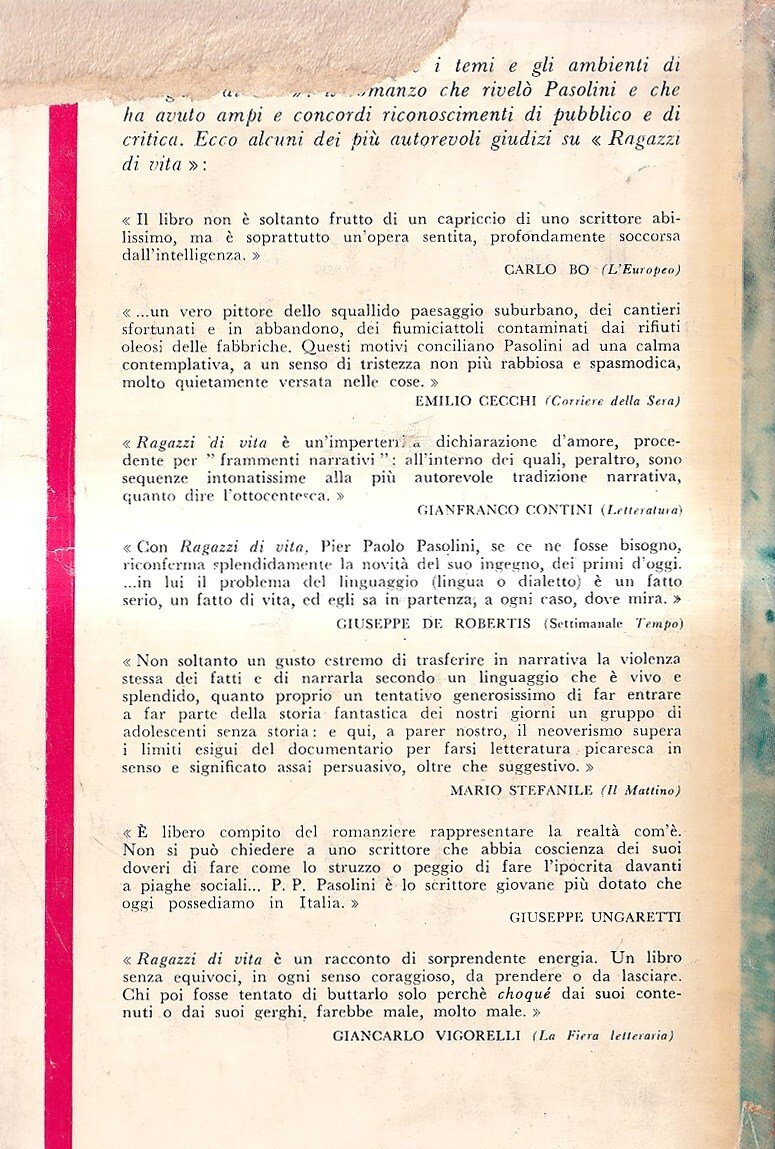 i temi e gli ambienti di
romanzo che rivelò Pasolini e che
ha avuto ampi e concordi riconoscimenti di pubblico e di
critica. Ecco alcuni dei più autorevoli giudizi su « Ragazzi
di vita » :
« Il libro non è soltanto frutto di un capriccio di uno scrittore abi-
lissimo, ma è soprattutto un'opera sentita, profondamente soccorsa
dall'intelligenza. »
CARLO BO (L'Europeo)
« ...un vero pittore dello squallido paesaggio suburbano, dei cantieri
sfortunati e in abbandono, dei fiumiciattoli contaminati dai rifiuti
oleosi delle fabbriche. Questi motivi conciliano Pasolini ad una calma
contemplativa, a un senso di tristezza non più rabbiosa e spasmodica,
molto quietamente versata nelle cose. »
EMILIO CECCHI (Corriere della Sera)
« Ragazzi di vita è un'imperterrita dichiarazione d'amore, proce-
dente per " frammenti narrativi " : all'interno dei quali, peraltro, sono
sequenze intonatissime alla più autorevole tradizione narrativa,
quanto dire l'ottocentesca. »
GIANFRANCO CONTINI (Letteratura)
« Con Ragazzi di vita, Pier Paolo Pasolini, se ce ne fosse bisogno,
riconferma splendidamente la novità del suo ingegno, dei primi d'oggi.
...in lui il problema del linguaggio (lingua o dialetto) è un fatto
serio, un fatto di vita, ed egli sa in partenza, a ogni caso, dove mira. »
GIUSEPPE DE ROBERTIS (Settimanale Tempo)
« Non soltanto un gusto estremo di trasferire in narrativa la violenza
stessa dei fatti e di narrarla secondo un linguaggio che è vivo e
splendido, quanto proprio un tentativo generosissimo di far entrare
a far parte della storia fantastica dei nostri giorni un gruppo di
adolescenti senza storia : e qui, a parer nostro, il neoverismo supera
i limiti esigui del documentario per farsi letteratura picaresca in
senso e significato assai persuasivo, oltre che suggestivo. »
MARIO STEFANILE (Il Mattino)
« È libero compito del romanziere rappresentare la realtà com'è.
Non si può chiedere a uno scrittore che abbia coscienza dei suoi
doveri di fare come lo struzzo o peggio di fare l'ipocrita davanti
a piaghe sociali... P. P. Pasolini è lo scrittore giovane più dotato che
oggi possediamo in Italia. »
GIUSEPPE UNGARETTI
« Ragazzi di vita è un racconto di sorprendente energia. Un libro
senza equivoci, in ogni senso coraggioso, da prendere o da lasciare.
Chi poi fosse tentato di buttarlo solo perchè choqué dai suoi conte-
nuti o dai suoi gerghi, farebbe male, molto male. »
GIANCARLO VIGORELLI (La Fiera letteraria)